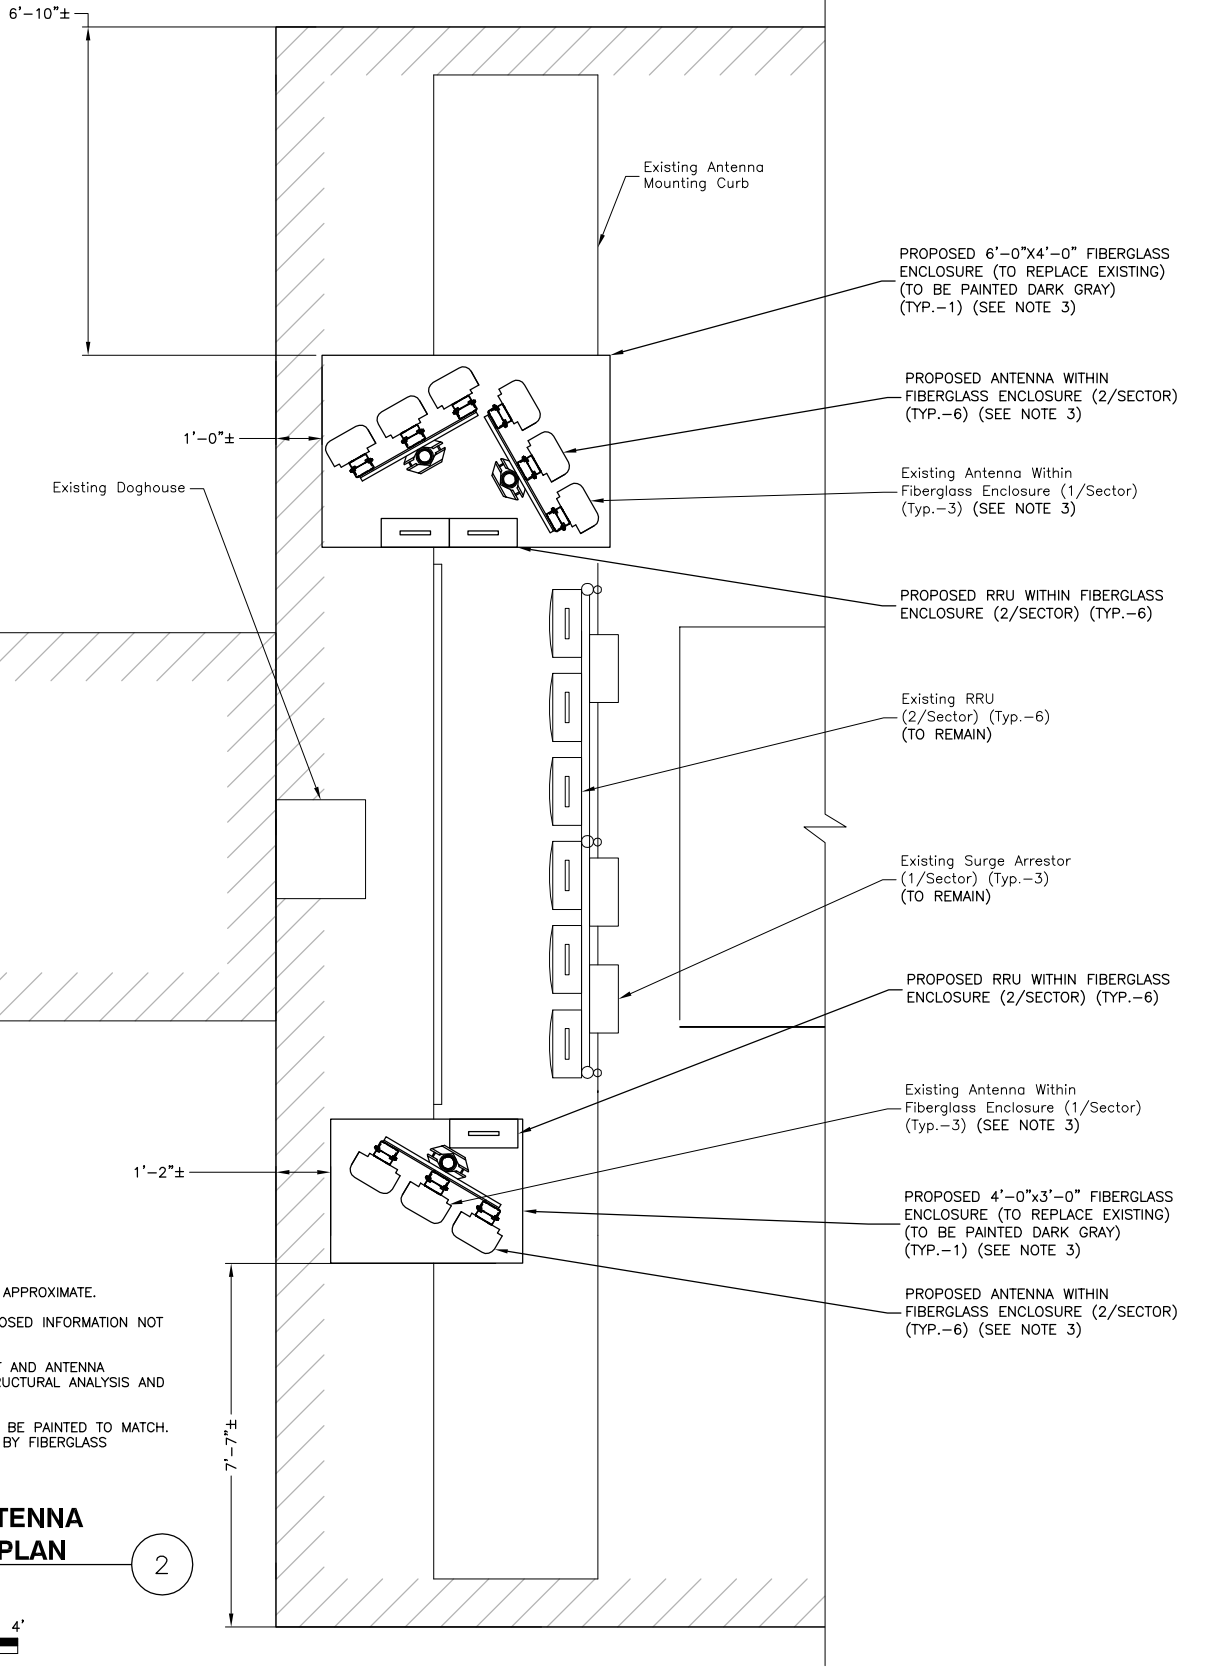 6'-10"±
Existing Antenna
Mounting Curb
PROPOSED 6'-0"X4'-0" FIBERGLASS
ENCLOSURE (TO REPLACE EXISTING)
(TO BE PAINTED DARK GRAY)
(TYP.-1) (SEE NOTE 3)
PROPOSED ANTENNA WITHIN
FIBERGLASS ENCLOSURE (2/SECTOR)
(TYP.-6) (SEE NOTE 3)
1'-0"±
Existing Doghouse
Existing Antenna Within
Fiberglass Enclosure (1/Sector)
(Typ.-3) (SEE NOTE 3)
PROPOSED RRU WITHIN FIBERGLASS
ENCLOSURE (2/SECTOR) (TYP.-6)
Existing RRU
(2/Sector) (Typ.-6)
(TO REMAIN)
Existing Surge Arrestor
(1/Sector) (Typ.-3)
(TO REMAIN)
PROPOSED RRU WITHIN FIBERGLASS
ENCLOSURE (2/SECTOR) (TYP.-6)
Existing Antenna Within
Fiberglass Enclosure (1/Sector)
(Typ.-3) (SEE NOTE 3)
1'-2"±
PROPOSED 4'-0"x3'-0" FIBERGLASS
ENCLOSURE (TO REPLACE EXISTING)
(TO BE PAINTED DARK GRAY)
(TYP.-1) (SEE NOTE 3)
PROPOSED ANTENNA WITHIN
FIBERGLASS ENCLOSURE (2/SECTOR)
(TYP.-6) (SEE NOTE 3)
APPROXIMATE.
OSED INFORMATION NOT
AND ANTENNA
RUCTURAL ANALYSIS AND
BE PAINTED TO MATCH.
BY FIBERGLASS
7'-7"±
TENNA
PLAN
2
4'